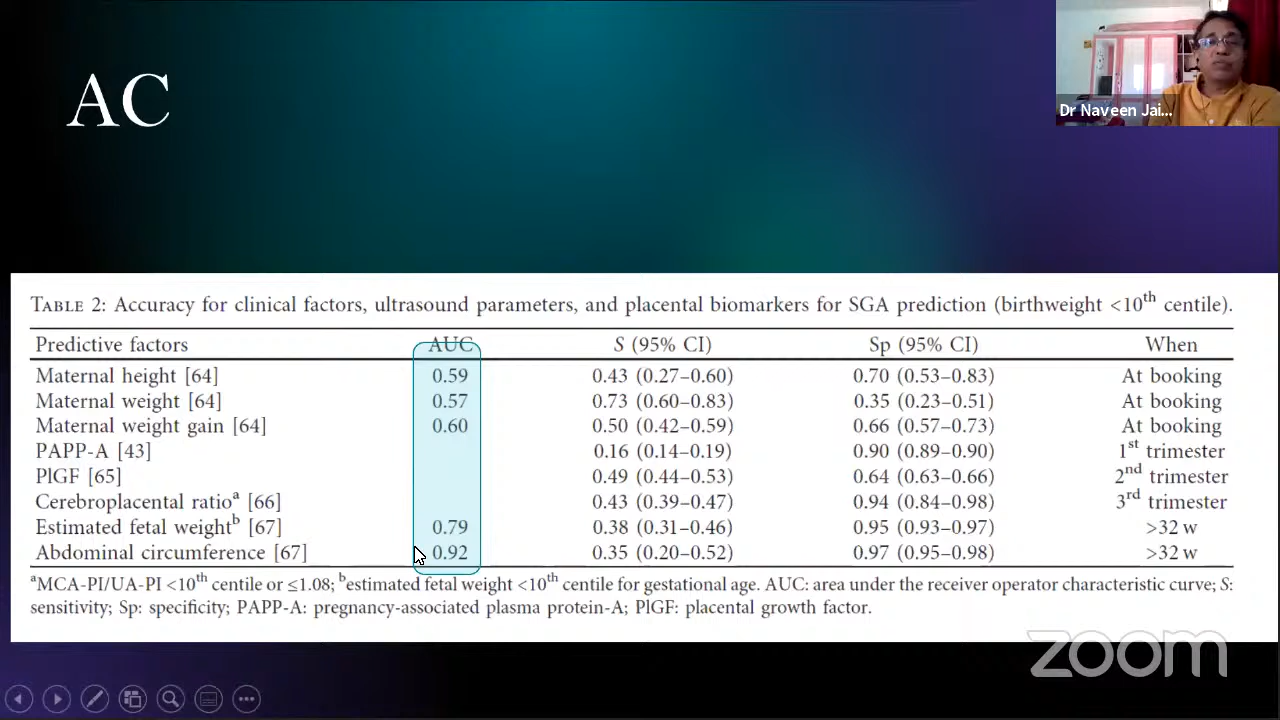 AC
Dr Naveen Jai...
TABLE 2: Accuracy for clinical factors, ultrasound parameters, and placental biomarkers for SGA prediction (birthweight <10th centile).
Predictive factors AUC S (95% CI) Sp (95% CI) When
Maternal height [64] 0.59 0.43 (0.27–0.60) 0.70 (0.53–0.83) At booking
Maternal weight [64] 0.57 0.73 (0.60–0.83) 0.35 (0.23–0.51) At booking
Maternal weight gain [64] 0.60 0.50 (0.42–0.59) 0.66 (0.57–0.73) At booking
PAPP-A [43] 0.16 (0.14–0.19) 0.90 (0.89–0.90) 1st trimester
PlGF [65] 0.49 (0.44–0.53) 0.64 (0.63–0.66) 2nd trimester
Cerebroplacental ratioa [66] 0.43 (0.39–0.47) 0.94 (0.84–0.98) 3rd trimester
Estimated fetal weightb [67] 0.79 0.38 (0.31–0.46) 0.95 (0.93–0.97) >32 w
Abdominal circumference [67] 0.92 0.35 (0.20–0.52) 0.97 (0.95–0.98) >32 w
aMCA-PI/UA-PI <10th centile or ≤1.08; bestimated fetal weight <10th centile for gestational age. AUC: area under the receiver operator characteristic curve; S:
sensitivity; Sp: specificity; PAPP-A: pregnancy-associated plasma protein-A; PlGF: placental growth factor.
zoom